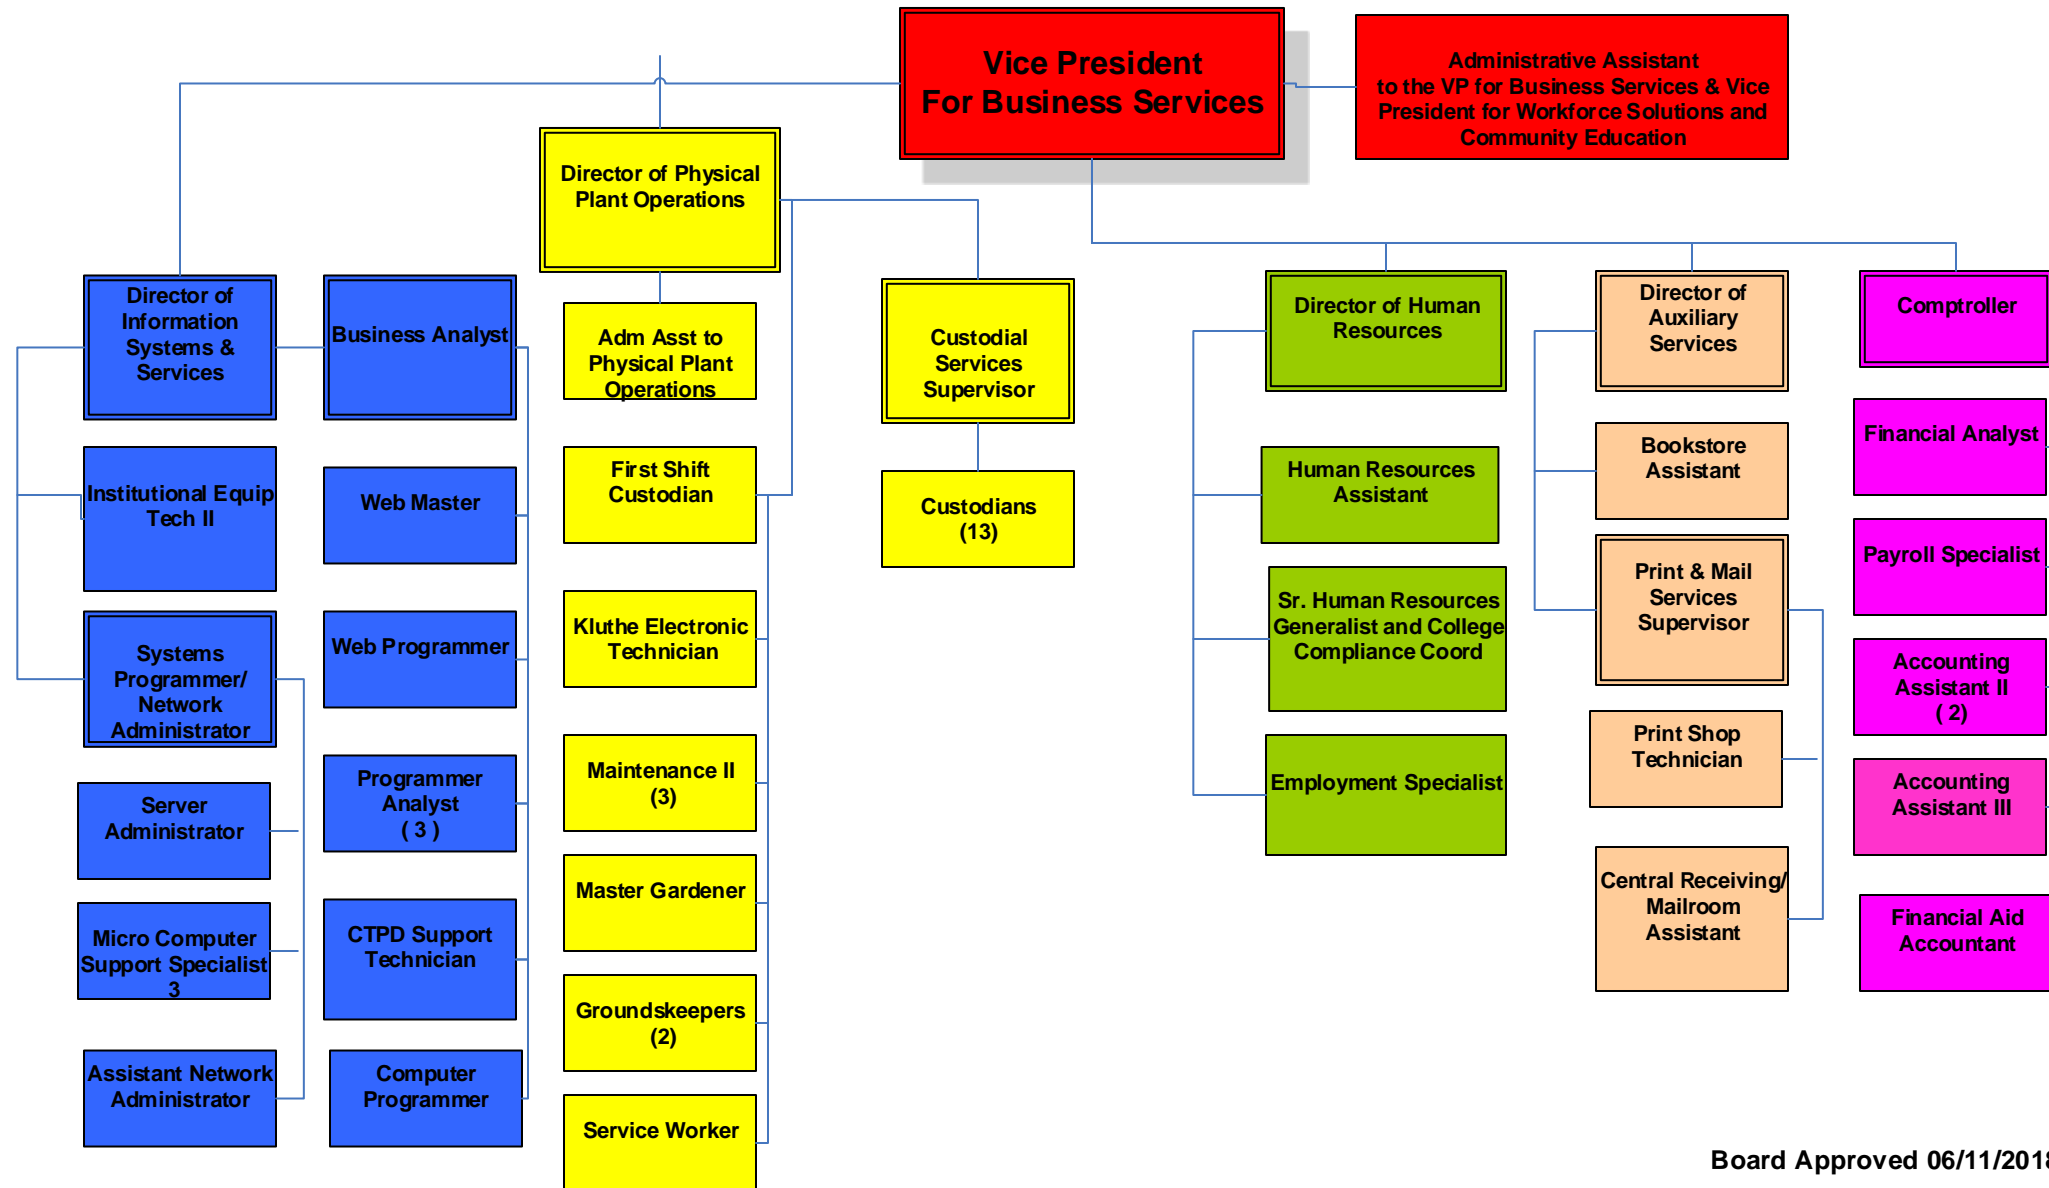 Vice President
For Business Services
Administrative Assistant
to the VP for Business Services & Vice
President for Workforce Solutions and
Community Education
Director of Physical
Plant Operations
Director of
Information
Systems &
Services
Business Analyst
Adm Asst to
Physical Plant
Operations
Custodial
Services
Supervisor
Director of Human
Resources
Director of
Auxiliary
Services
Comptroller
Institutional Equip
Tech II
Web Master
First Shift
Custodian
Custodians
(13)
Human Resources
Assistant
Bookstore
Assistant
Financial Analyst
Systems
Programmer/
Network
Administrator
Web Programmer
Kluthe Electronic
Technician
Sr. Human Resources
Generalist and College
Compliance Coord
Print & Mail
Services
Supervisor
Payroll Specialist
Accounting
Assistant II
( 2)
Server
Administrator
Programmer
Analyst
( 3 )
Maintenance II
(3)
Employment Specialist
Print Shop
Technician
Accounting
Assistant III
Micro Computer
Support Specialist
3
CTPD Support
Technician
Master Gardener
Central Receiving/
Mailroom
Assistant
Financial Aid
Accountant
Groundskeepers
(2)
Assistant Network
Administrator
Computer
Programmer
Service Worker
Board Approved 06/11/2018